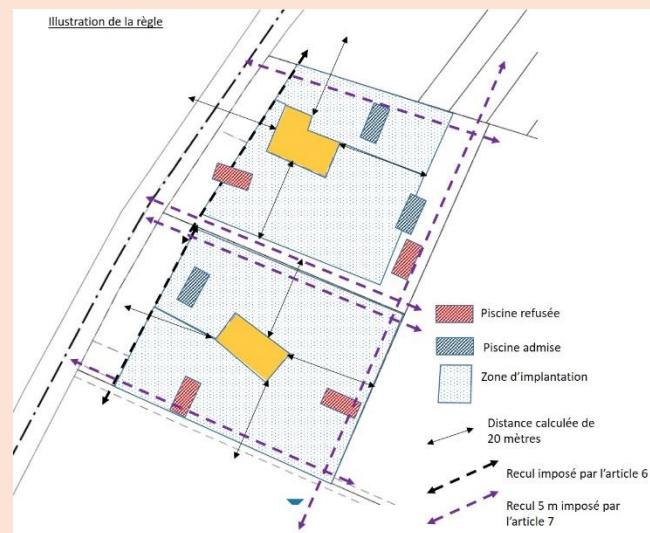 Illustration de la règle
Piscine refusée
Piscine admise
Zone d'implantation
Distance calculée de
20 mètres
Recul imposé par l'article 6
Recul 5 m imposé par
l'article 7